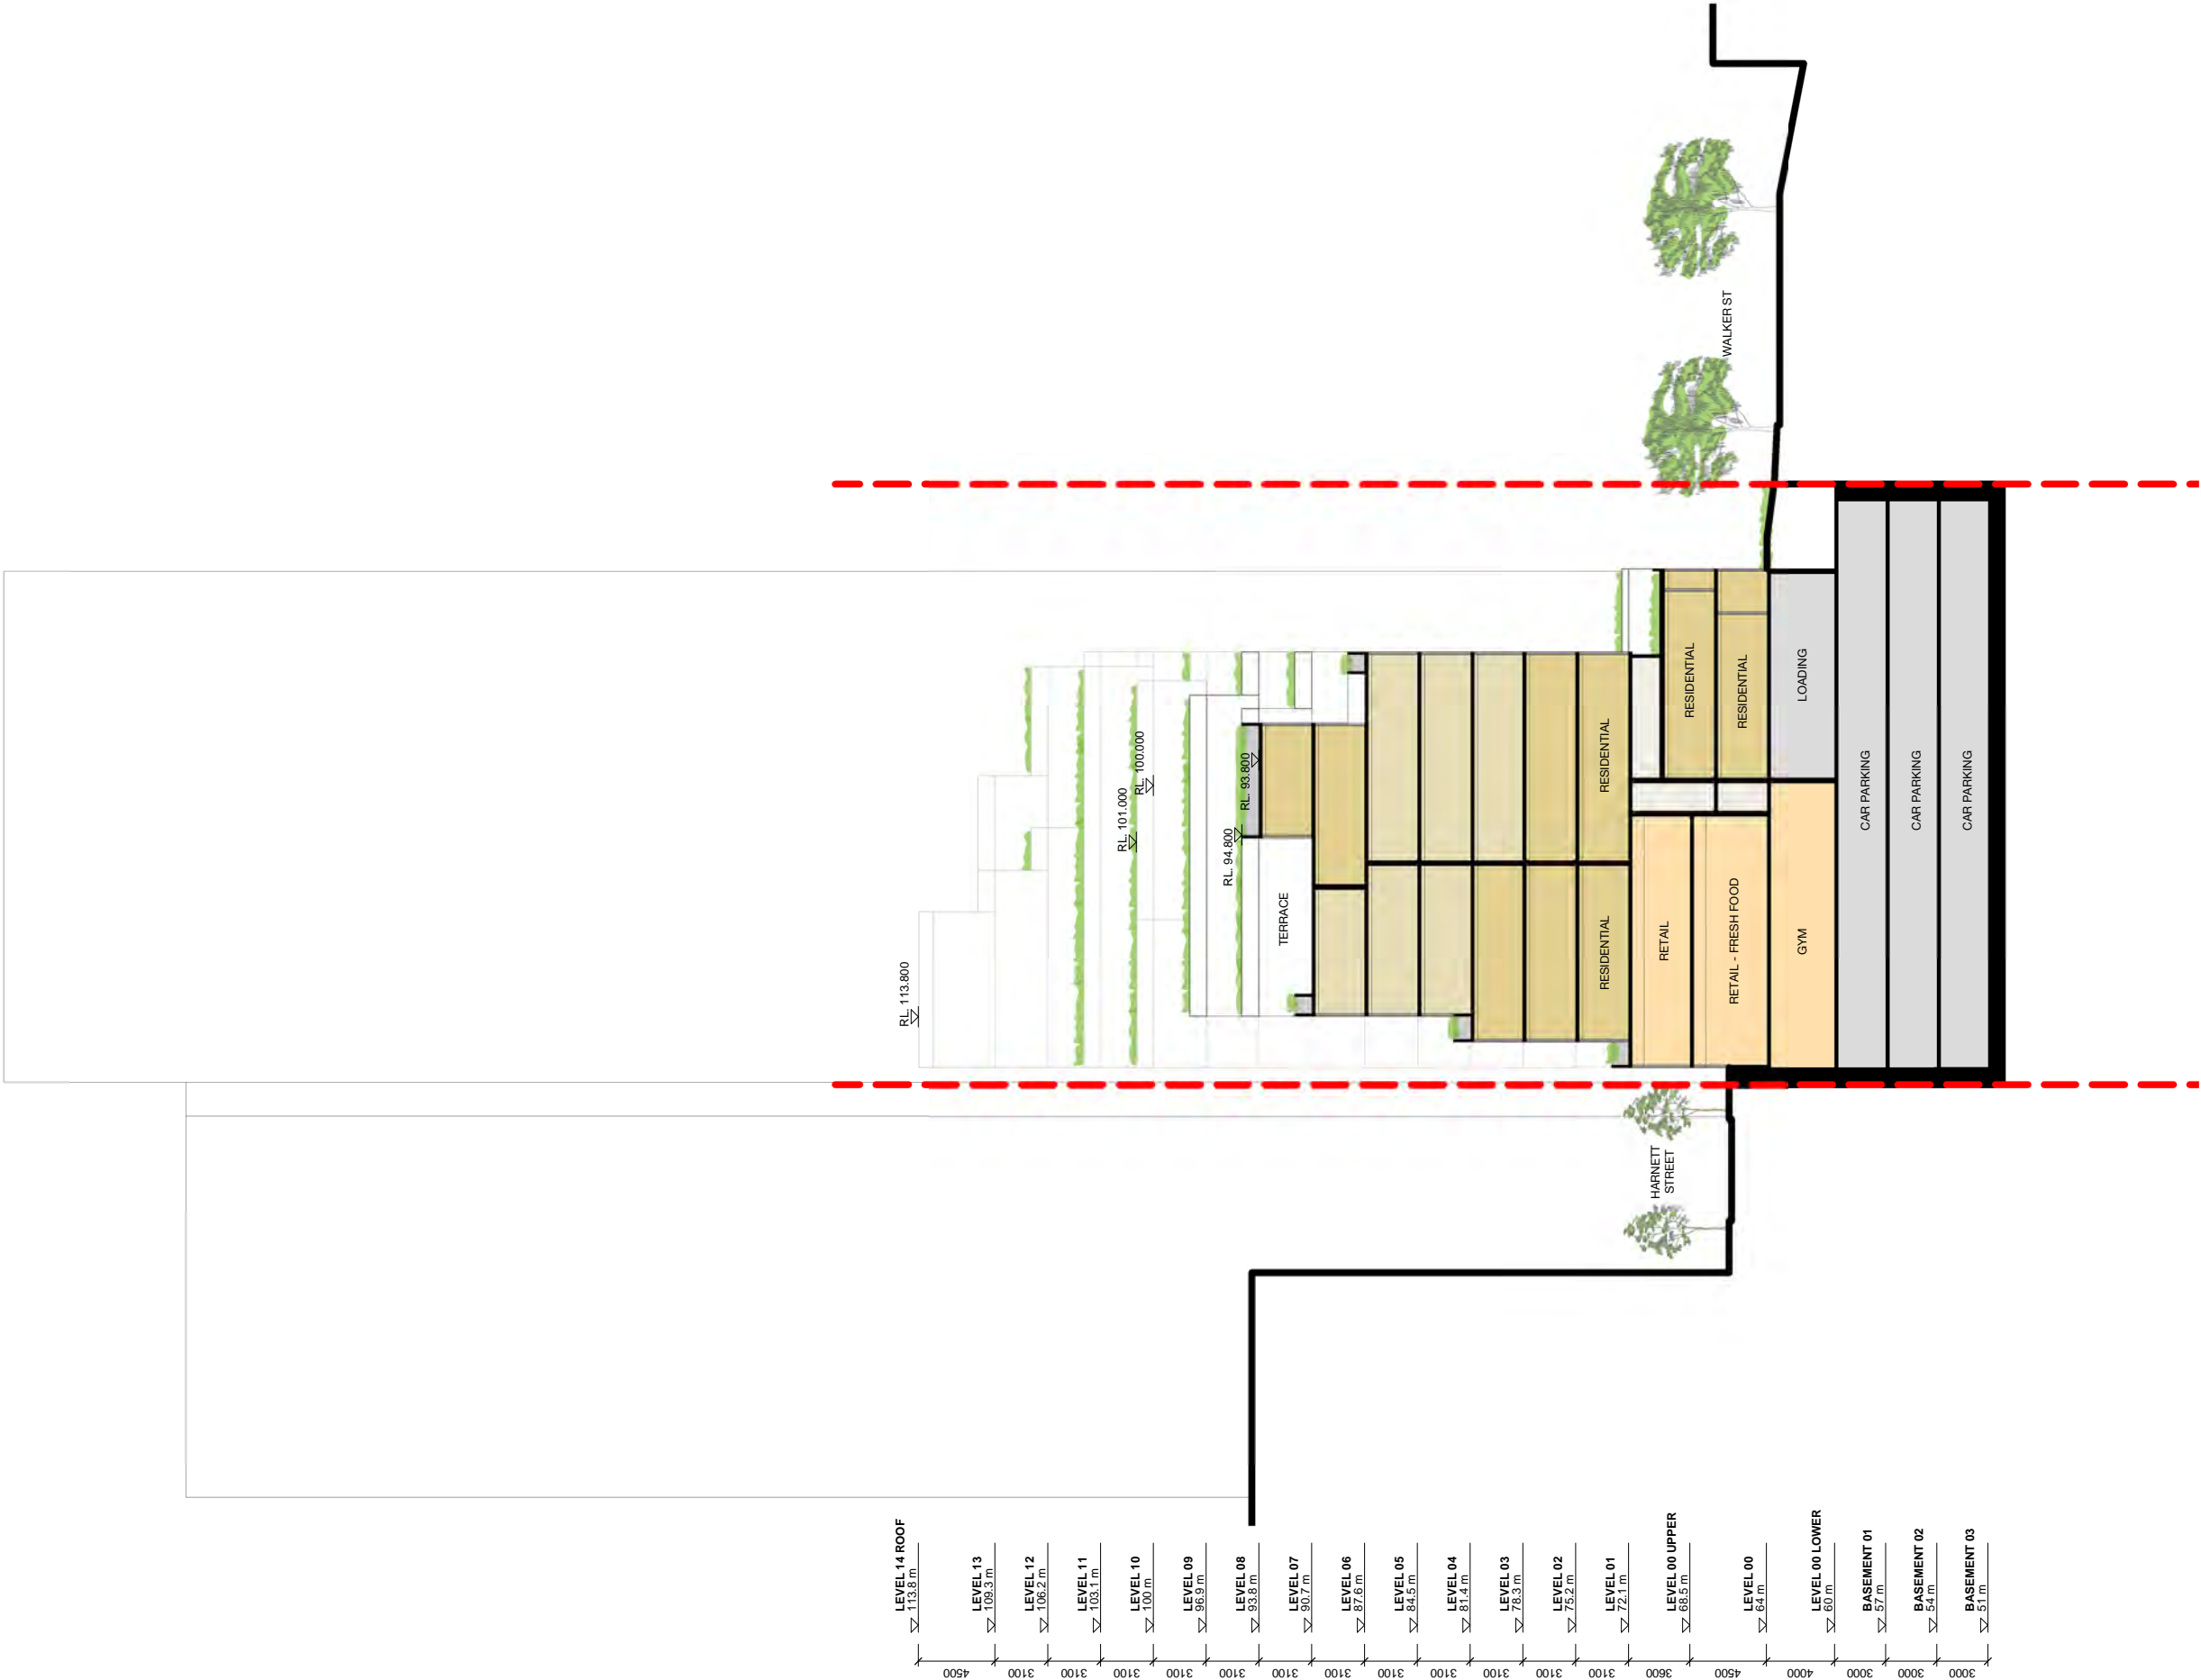 LEVEL 14 ROOF
113.8 m
LEVEL 13
109.3 m
LEVEL 12
106.2 m
LEVEL 11
103.1 m
LEVEL 10
100 m
LEVEL 09
96.9 m
LEVEL 08
93.8 m
LEVEL 07
90.7 m
LEVEL 06
87.6 m
LEVEL 05
84.5 m
LEVEL 04
81.4 m
LEVEL 03
78.3 m
LEVEL 02
75.2 m
LEVEL 01
72.1 m
LEVEL 00 UPPER
68.5 m
LEVEL 00
64 m
LEVEL 00 LOWER
60 m
BASEMENT 01
57 m
BASEMENT 02
54 m
BASEMENT 03
51 m
4500
3100
3100
3100
3100
3100
3100
3100
3100
3100
3100
3100
3100
3600
4500
4000
3000
3000
3000
RL. 113.800
RL. 101.000
RL. 100.000
RL. 94.800
RL. 93.800
TERRACE
RESIDENTIAL
RESIDENTIAL
HARNETT
STREET
RETAIL
RESIDENTIAL
RETAIL - FRESH FOOD
RESIDENTIAL
WALKER ST
GYM
LOADING
CAR PARKING
CAR PARKING
CAR PARKING